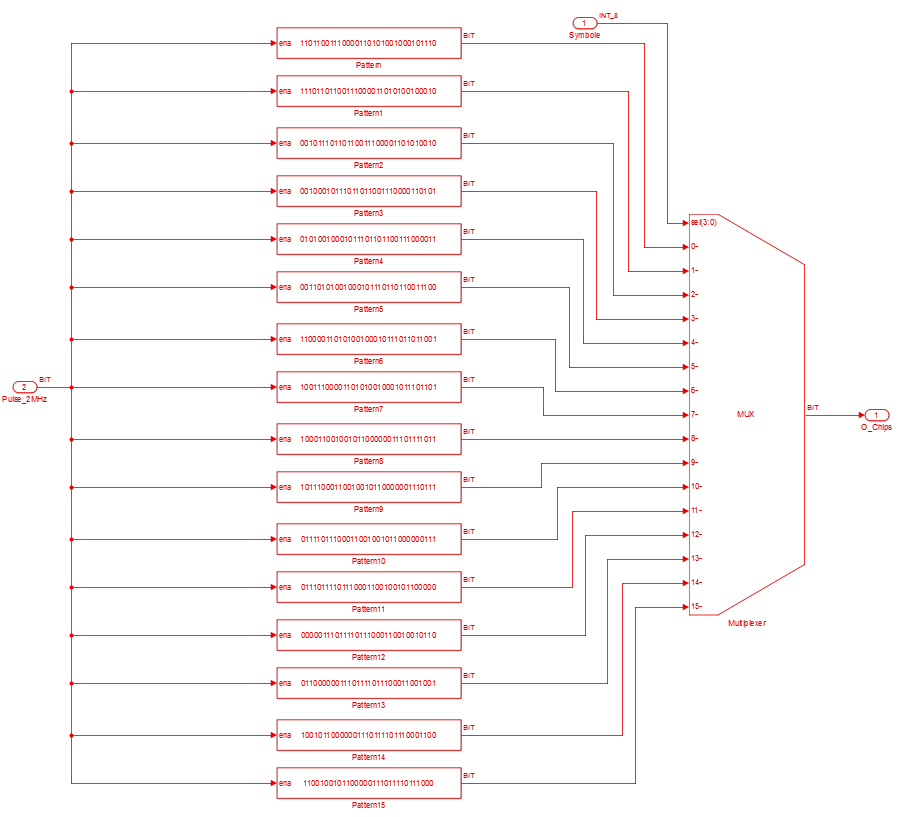 INT_8
1
Symbole
ena 11011001110000110101001000101110 BIT
Pattern
ena 11101101100111000011010100100010 BIT
Pattern1
ena 00101110110110011100001101010010 BIT
Pattern2
ena 00100010111011011001110000110101 BIT
Pattern3
sel(3:0)
ena 01010010001011101101100111000011 BIT
0-
Pattern4
1-
ena 00110101001000101110110110011100 BIT
2-
Pattern5
3-
ena 11000011010100100010111011011001 BIT
4-
Pattern6
5-
2 BIT
Pulse_2MHz
ena 10011100001101010010001011101101 BIT
6-
Pattern7
7-
MUX
BIT
1
O_Chips
ena 10001100100101100000011101111011 BIT
8-
Pattern8
9-
ena 10111000110010010110000001110111 BIT
10-
Pattern9
11-
ena 01111011100011001001011000000111 BIT
12-
Pattern10
13-
ena 01110111101110001100100101100000 BIT
14-
Pattern11
15-
Multiplexer
ena 00000111011110111000110010010110 BIT
Pattern12
ena 01100000011101111011100011001001 BIT
Pattern13
ena 10010110000001110111101110001100 BIT
Pattern14
ena 11001001011000000111011110111000 BIT
Pattern15